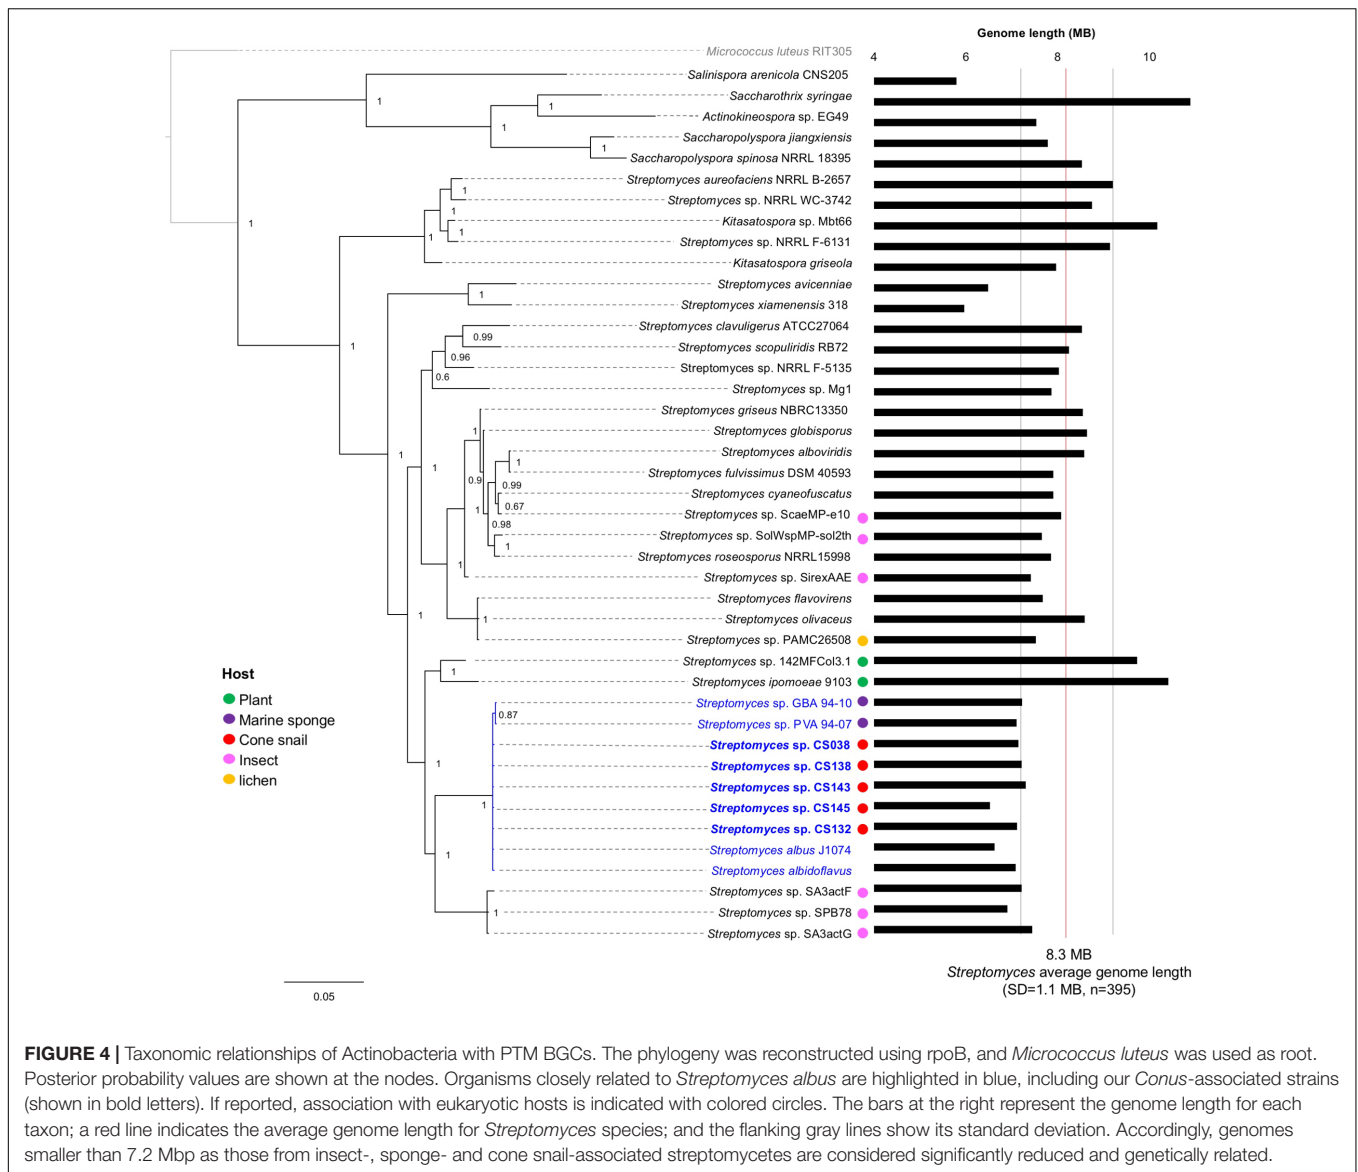 Genome length (MB)
4 6 8 10
Micrococcus luteus RIT305
Salinispora arenicola CNS205
Saccharothrix syringae
Actinokineospora sp. EG49
Saccharopolyspora jiangxiensis
Saccharopolyspora spinosa NRRL 18395
Streptomyces aureofaciens NRRL B-2657
Streptomyces sp. NRRL WC-3742
Kitasatospora sp. Mbt66
Streptomyces sp. NRRL F-6131
Kitasatospora griseola
Streptomyces avicenniae
Streptomyces xiamenensis 318
Streptomyces clavuligerus ATCC27064
Streptomyces scopuliridis RB72
Streptomyces sp. NRRL F-5135
Streptomyces sp. Mg1
Streptomyces griseus NBRC13350
Streptomyces globisporus
Streptomyces alboviridis
Streptomyces fulvissimus DSM 40593
Streptomyces cyaneofuscatus
Streptomyces sp. ScaeMP-e10
Streptomyces sp. SolWspMP-sol2th
Streptomyces roseosporus NRRL15998
Streptomyces sp. SirexAAE
Streptomyces flavovirens
Streptomyces olivaceus
Streptomyces sp. PAMC26508
Streptomyces sp. 142MFCol3.1
Streptomyces ipomoeae 9103
Streptomyces sp. GBA 94-10
Streptomyces sp. PVA 94-07
Streptomyces sp. CS038
Streptomyces sp. CS138
Streptomyces sp. CS143
Streptomyces sp. CS145
Streptomyces sp. CS132
Streptomyces albus J1074
Streptomyces albidoflavus
Streptomyces sp. SA3actF
Streptomyces sp. SPB78
Streptomyces sp. SA3actG
1
1
1
1
1
1
1
1
1
1
1
1
0.99
0.96
0.6
1
1
1
1
0.9
0.99
0.67
1
0.98
1
1
1
1
1
0.87
1
1
1
1
Host
Plant
Marine sponge
Cone snail
Insect
lichen
0.05
8.3 MB
Streptomyces average genome length
(SD=1.1 MB, n=395)
FIGURE 4 | Taxonomic relationships of Actinobacteria with PTM BGCs. The phylogeny was reconstructed using rpoB, and Micrococcus luteus was used as root.
Posterior probability values are shown at the nodes. Organisms closely related to Streptomyces albus are highlighted in blue, including our Conus-associated strains
(shown in bold letters). If reported, association with eukaryotic hosts is indicated with colored circles. The bars at the right represent the genome length for each
taxon; a red line indicates the average genome length for Streptomyces species; and the flanking gray lines show its standard deviation. Accordingly, genomes
smaller than 7.2 Mbp as those from insect-, sponge- and cone snail-associated streptomycetes are considered significantly reduced and genetically related.